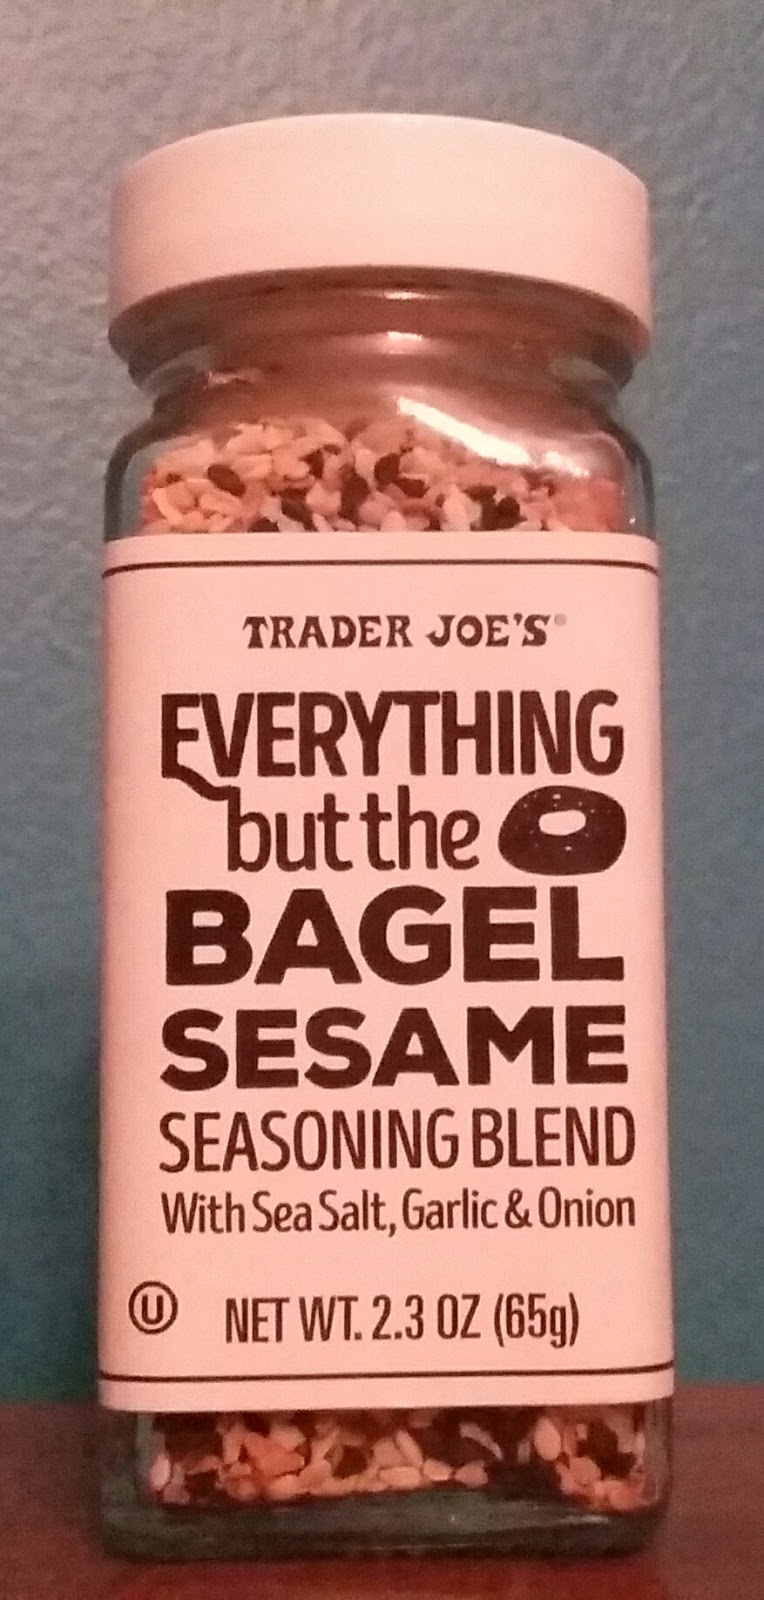 TRADER JOE'S®
EVERYTHING
but the
BAGEL
SESAME
SEASONING BLEND
With Sea Salt, Garlic & Onion
U NET WT. 2.3 OZ (65g)